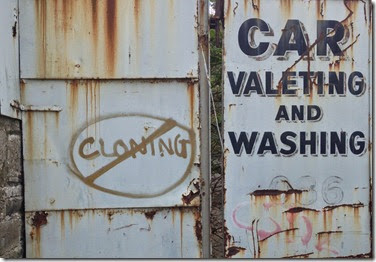 CLONING
CAR
VALETING
AND
WASHING